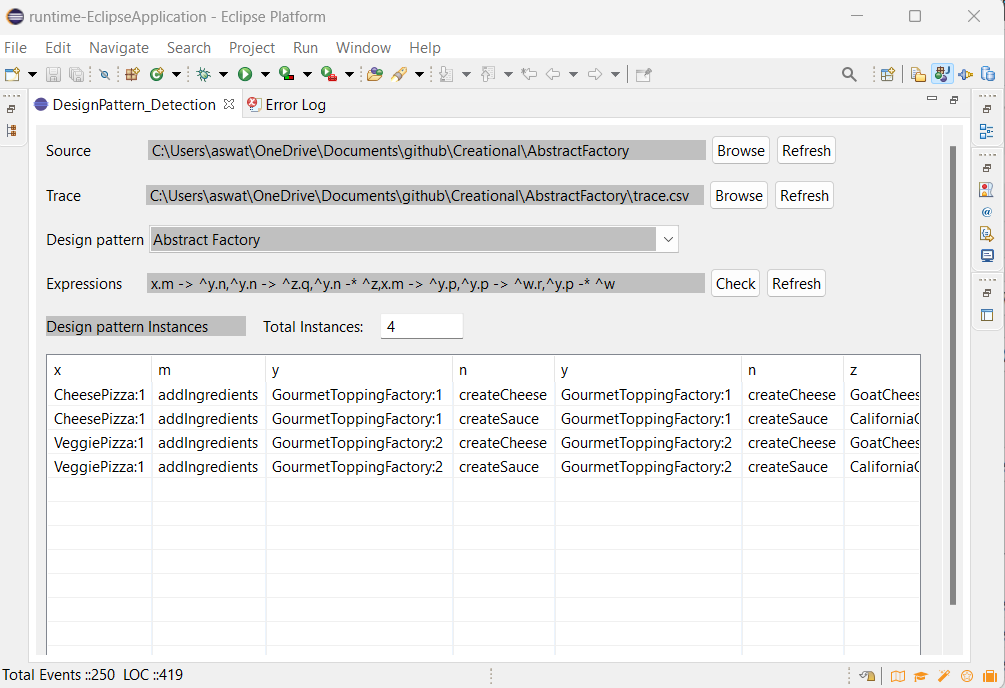 runtime-EclipseApplication - Eclipse Platform
File Edit Navigate Search Project Run Window Help
DesignPattern_Detection Error Log
Source C:\Users\aswat\OneDrive\Documents\github\Creational\AbstractFactory Browse Refresh
Trace C:\Users\aswat\OneDrive\Documents\github\Creational\AbstractFactory\trace.csv Browse Refresh
Design pattern Abstract Factory
Expressions x.m -> ^y.n,^y.n -> ^z.q,^y.n -* ^z,x.m -> ^y.p,^y.p -> ^w.r,^y.p -* ^w Check Refresh
Design pattern Instances Total Instances: 4
x m y n y n z
CheesePizza:1 addIngredients GourmetToppingFactory:1 createCheese GourmetToppingFactory:1 createCheese GoatChees
CheesePizza:1 addIngredients GourmetToppingFactory:1 createSauce GourmetToppingFactory:1 createSauce California
VeggiePizza:1 addIngredients GourmetToppingFactory:2 createCheese GourmetToppingFactory:2 createCheese GoatChees
VeggiePizza:1 addIngredients GourmetToppingFactory:2 createSauce GourmetToppingFactory:2 createSauce California
Total Events ::250 LOC ::419